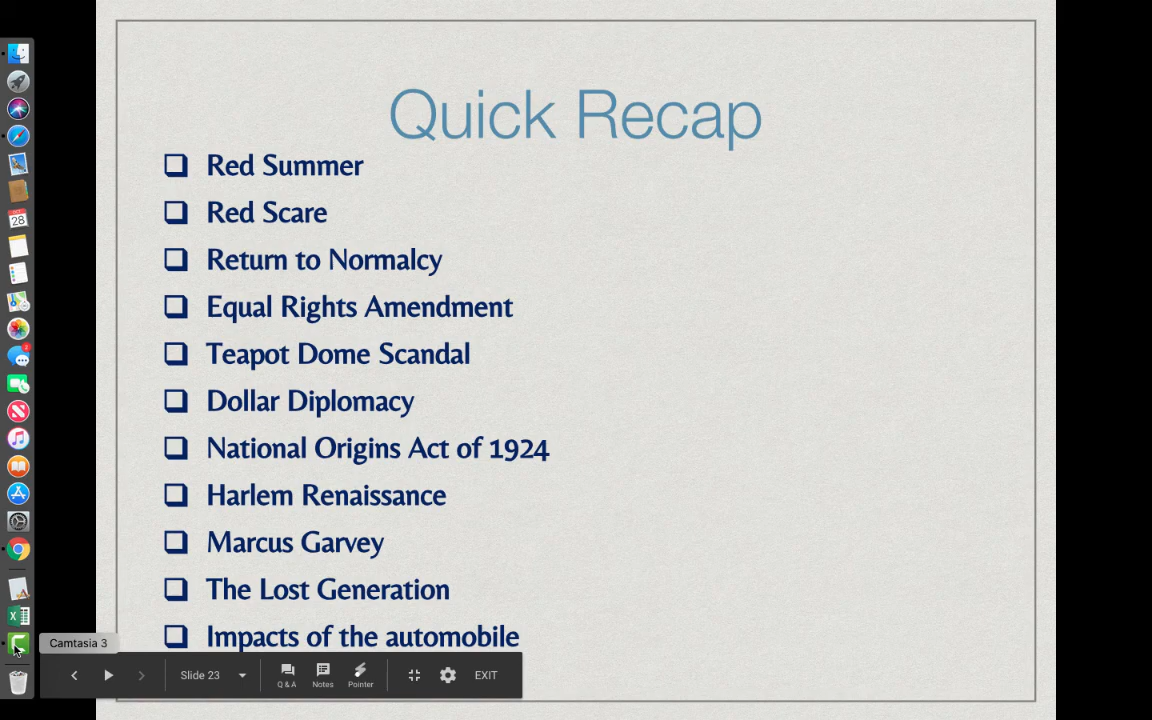 Quick Recap
Red Summer
Red Scare
Return to Normalcy
Equal Rights Amendment
Teapot Dome Scandal
Dollar Diplomacy
28
National Origins Act of 1924
Harlem Renaissance
Marcus Garvey
The Lost Generation
Impacts of the automobile
Camtasia 3
Slide 23
Q & A
Notes
Pointer
EXIT